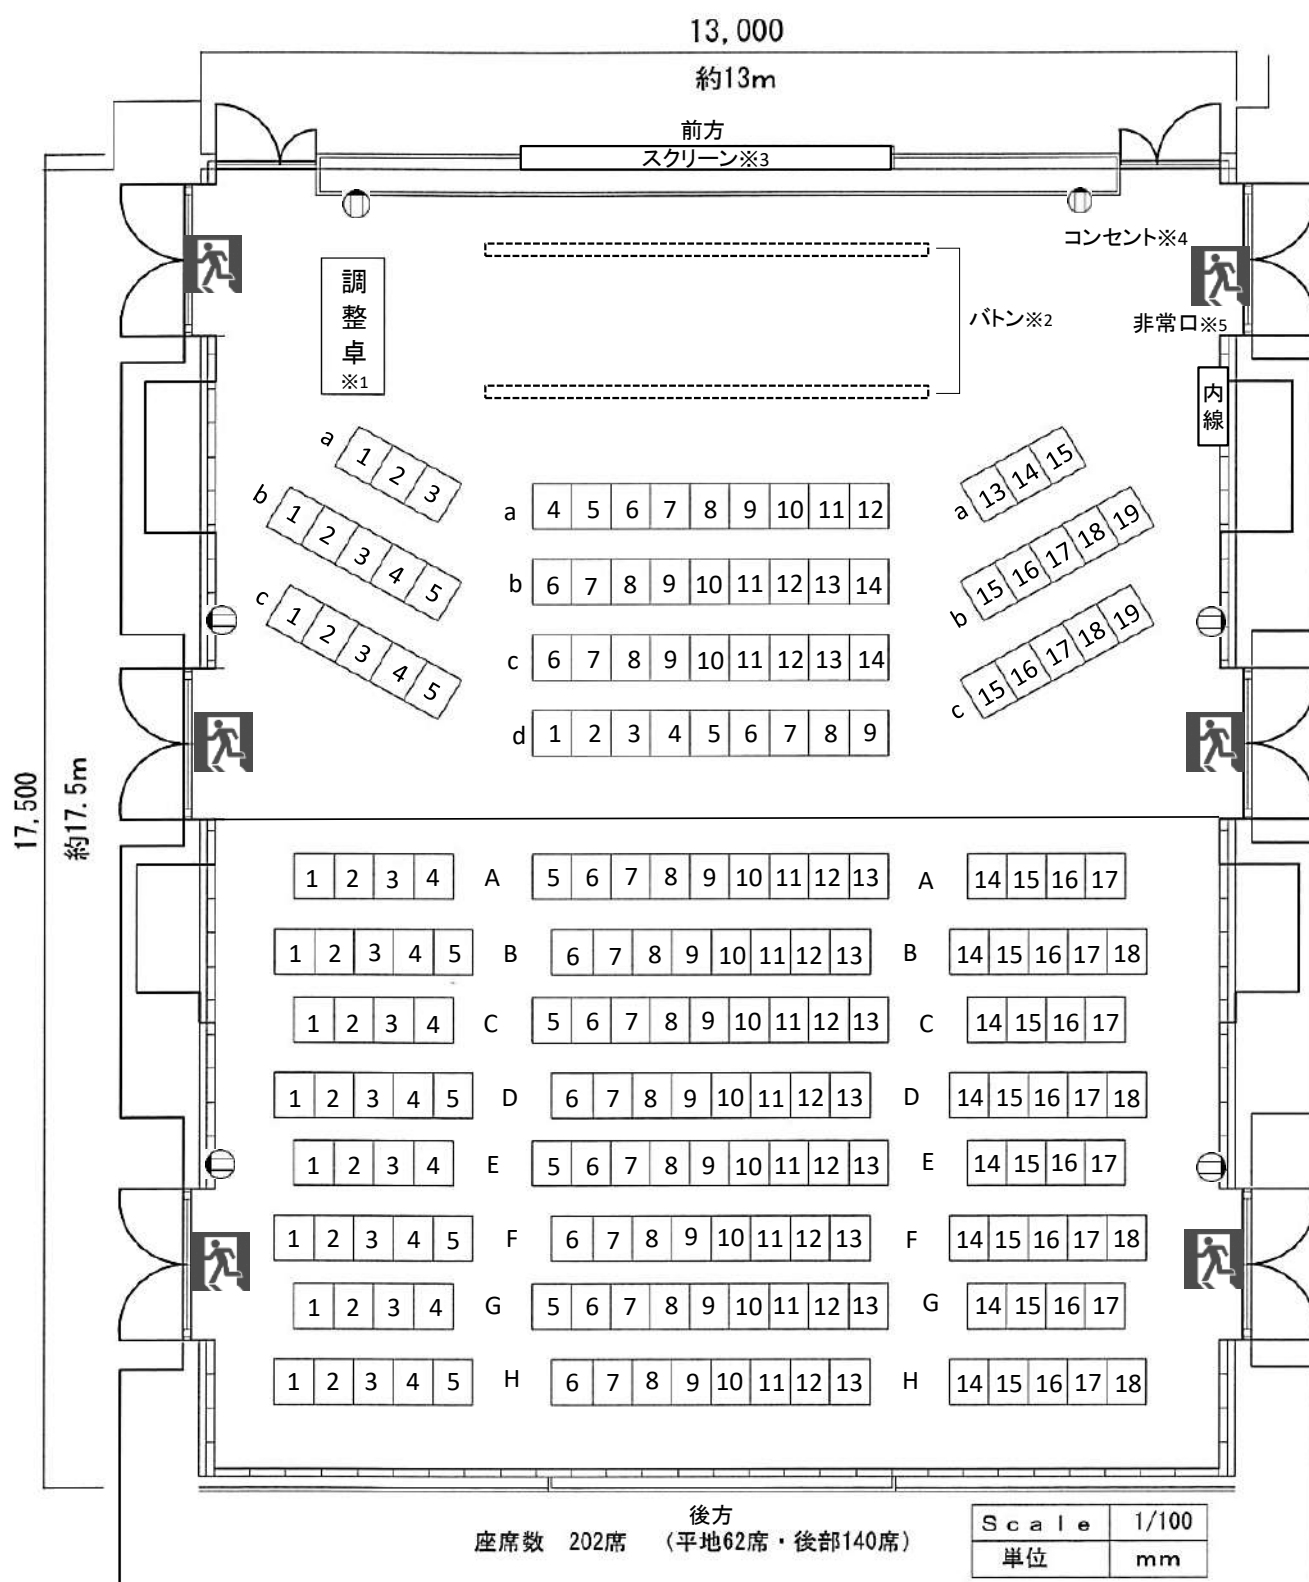 13,000
約13m
前方
スクリーン※3
コンセント※4
調整卓※1
バトン※2
非常口※5
内線
17,500
約17.5m
a 1 2 3
a 4 5 6 7 8 9 10 11 12
a 13 14 15
b 1 2 3 4 5
b 6 7 8 9 10 11 12 13 14
b 15 16 17 18 19
c 1 2 3 4 5
c 6 7 8 9 10 11 12 13 14
c 15 16 17 18 19
d 1 2 3 4 5 6 7 8 9
1 2 3 4 A 5 6 7 8 9 10 11 12 13 A 14 15 16 17
1 2 3 4 5 B 6 7 8 9 10 11 12 13 B 14 15 16 17 18
1 2 3 4 C 5 6 7 8 9 10 11 12 13 C 14 15 16 17
1 2 3 4 5 D 6 7 8 9 10 11 12 13 D 14 15 16 17 18
1 2 3 4 E 5 6 7 8 9 10 11 12 13 E 14 15 16 17
1 2 3 4 5 F 6 7 8 9 10 11 12 13 F 14 15 16 17 18
1 2 3 4 G 5 6 7 8 9 10 11 12 13 G 14 15 16 17
1 2 3 4 5 H 6 7 8 9 10 11 12 13 H 14 15 16 17 18
後方
座席数 202席 (平地62席・後部140席)
Scale 1/100
単位 mm